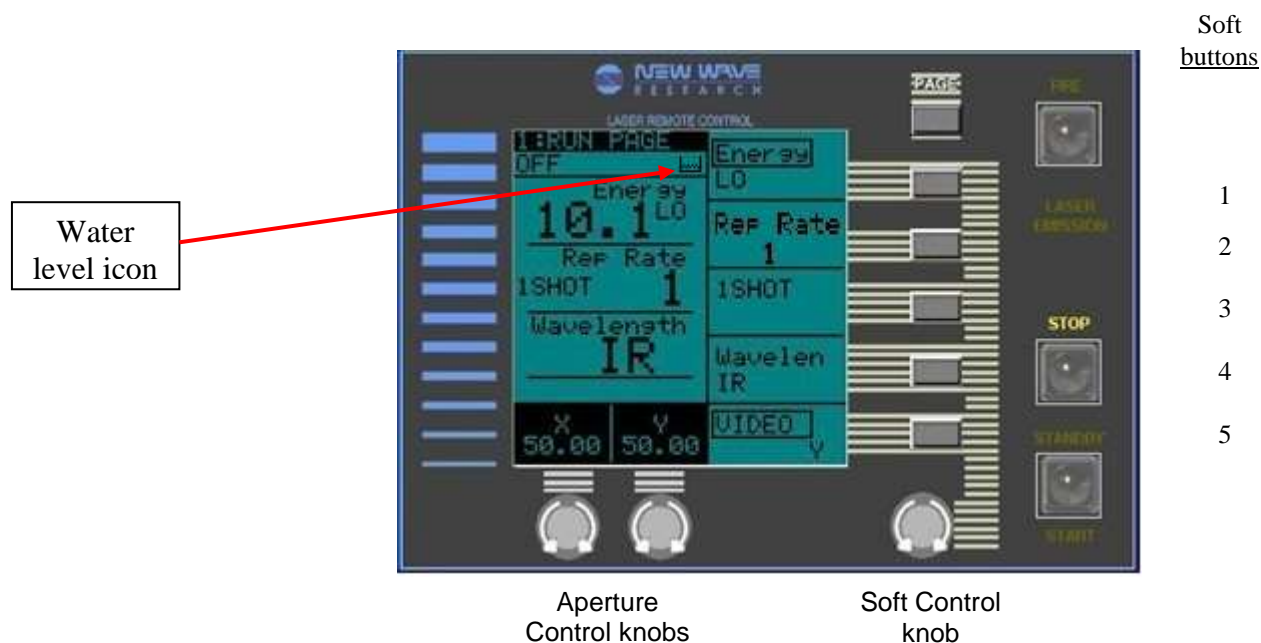 Soft
buttons
NEW WAVE
RESEARCH
LASER REMOTE CONTROL
PAGE
FIRE
1:RUN PAGE
OFF
Energy
LO
10.1
Rep Rate
1SHOT 1
Wavelength
IR
X Y
50.00 50.00
Energy
LO
Rep Rate
1
1SHOT
Wavelen
IR
VIDEO
Y
LASER
EMISSION
STOP
STANDBY
START
1
2
3
4
5
Water
level icon
Aperture
Control knobs
Soft Control
knob